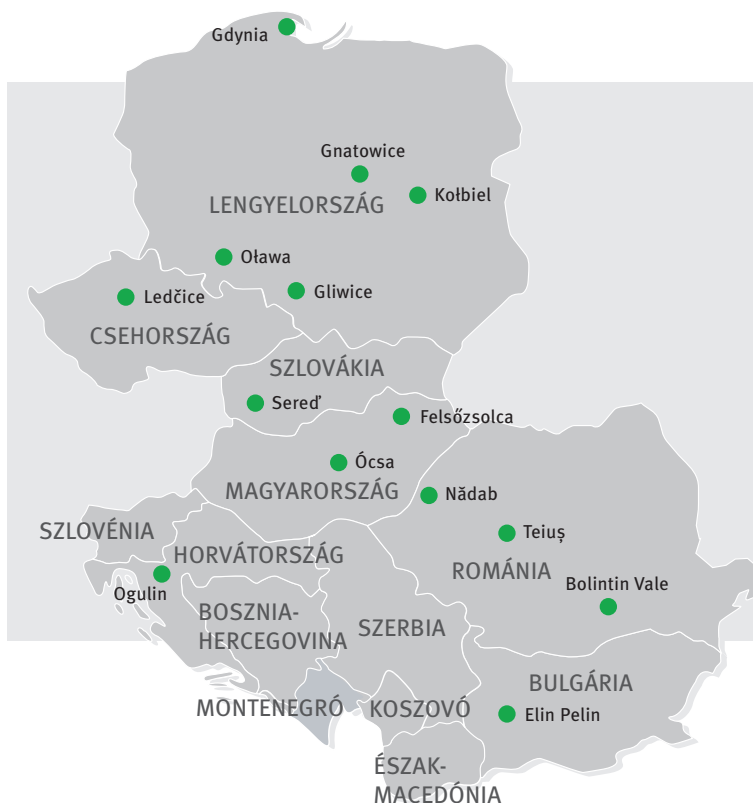 Gdynia
Gnatowice
Kołbiel
LENGYELORSZÁG
Oława
Gliwice
Ledčice
CSEHORSZÁG
SZLOVÁKIA
Sereď
Felsőzsolca
Ócsa
MAGYARORSZÁG
Nădab
SZLOVÉNIA
Teiuș
HORVÁTORSZÁG
ROMÁNIA
Bolintin Vale
Ogulin
BOSZNIA-
HERCEGOVINA
SZERBIA
BULGÁRIA
MONTENEGRÓ
KOSZOVÓ
Elin Pelin
ÉSZAK-
MACEDÓNIA